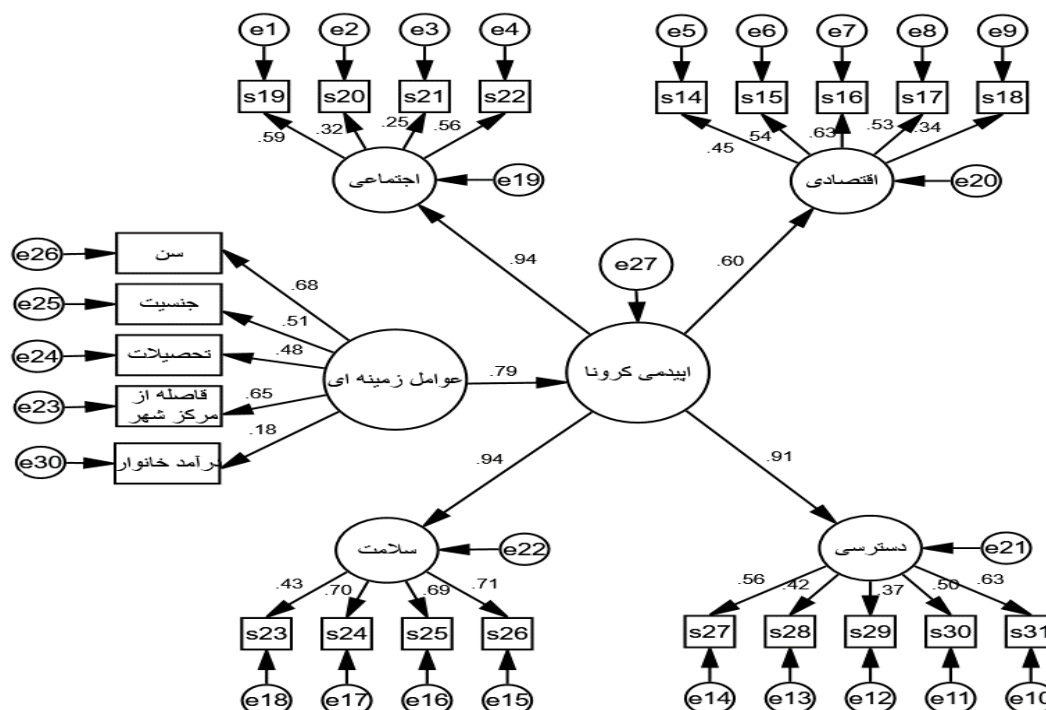 e1 e2 e3 e4 e5 e6 e7 e8 e9
s19 s20 s21 s22 s14 s15 s16 s17 s18
.59 .32 .25 .56 .45 .54 .63 .53 .34
اجتماعی e19 اقتصادی e20
e26 سن
.68
e25 جنسیت
.51
e24 تحصیلات
.48
e23 فاصله از
مرکز شهر
.65
e30 درآمد خانوار
.18
عوامل زمینه ای .79 اپیدمی کرونا
e27
.94 .60
.94 .91
سلامت e22 دسترسی e21
.43 .70 .69 .71 .56 .42 .37 .50 .63
s23 s24 s25 s26 s27 s28 s29 s30 s31
e18 e17 e16 e15 e14 e13 e12 e11 e10